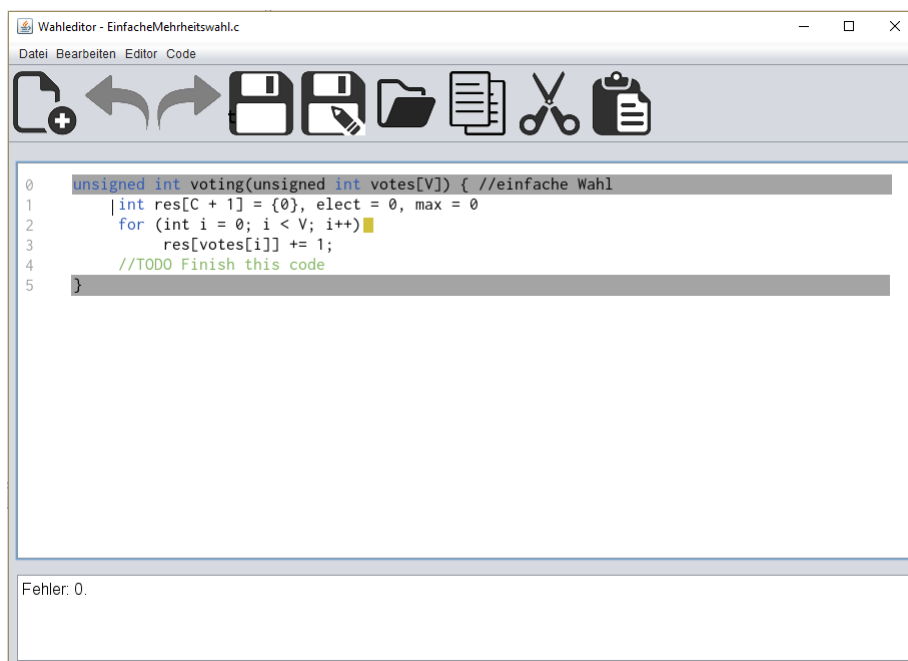 Wahleditor - EinfacheMehrheitswahl.c
Datei Bearbeiten Editor Code
0 unsigned int voting(unsigned int votes[V]) { //einfache Wahl
1 int res[C + 1] = {0}, elect = 0, max = 0
2 for (int i = 0; i < V; i++)
3 res[votes[i]] += 1;
4 //TODO Finish this code
5 }
Fehler: 0.